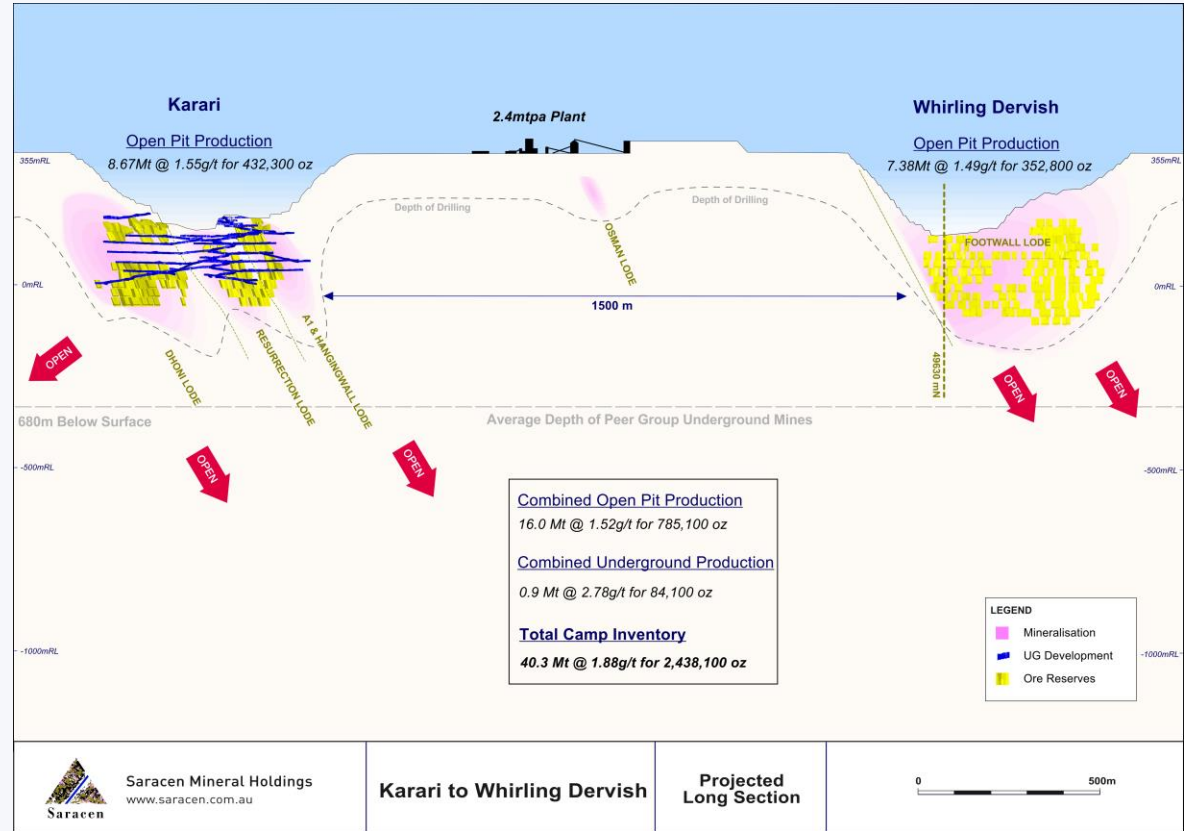 Karari
Open Pit Production
8.67Mt @ 1.55g/t for 432,300 oz
2.4mtpa Plant
Whirling Dervish
Open Pit Production
7.38Mt @ 1.49g/t for 352,800 oz
355mRL
355mRL
Depth of Drilling
Depth of Drilling
OSMAN LODE
FOOTWALL LODE
0mRL
0mRL
1500 m
DHONI LODE
RESURRECTION LODE
A1 & HANGINGWALL LODE
49630 mN
OPEN
OPEN
OPEN
OPEN
OPEN
680m Below Surface
Average Depth of Peer Group Underground Mines
-500mRL
-500mRL
Combined Open Pit Production
16.0 Mt @ 1.52g/t for 785,100 oz
Combined Underground Production
0.9 Mt @ 2.78g/t for 84,100 oz
Total Camp Inventory
40.3 Mt @ 1.88g/t for 2,438,100 oz
LEGEND
Mineralisation
UG Development
Ore Reserves
-1000mRL
-1000mRL
Saracen
Saracen Mineral Holdings
www.saracen.com.au
Karari to Whirling Dervish
Projected
Long Section
0
500m